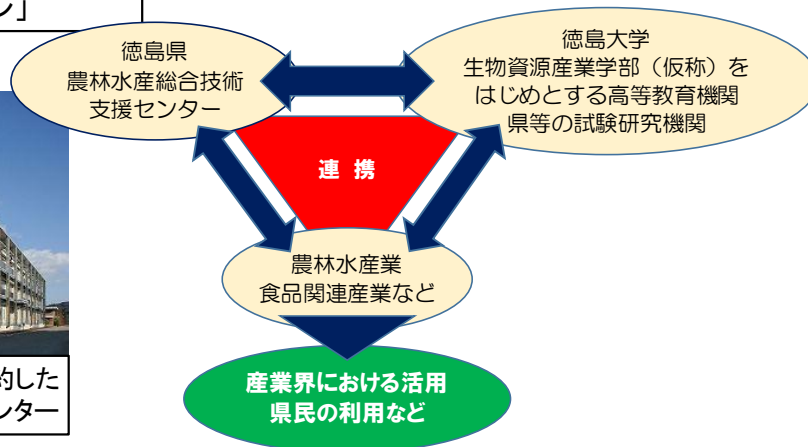 ン」
徳島県
農林水産総合技術
支援センター
徳島大学
生物資源産業学部（仮称）を
はじめとする高等教育機関
県等の試験研究機関
連 携
農林水産業
食品関連産業など
産業界における活用
県民の利用など
約した
ンター